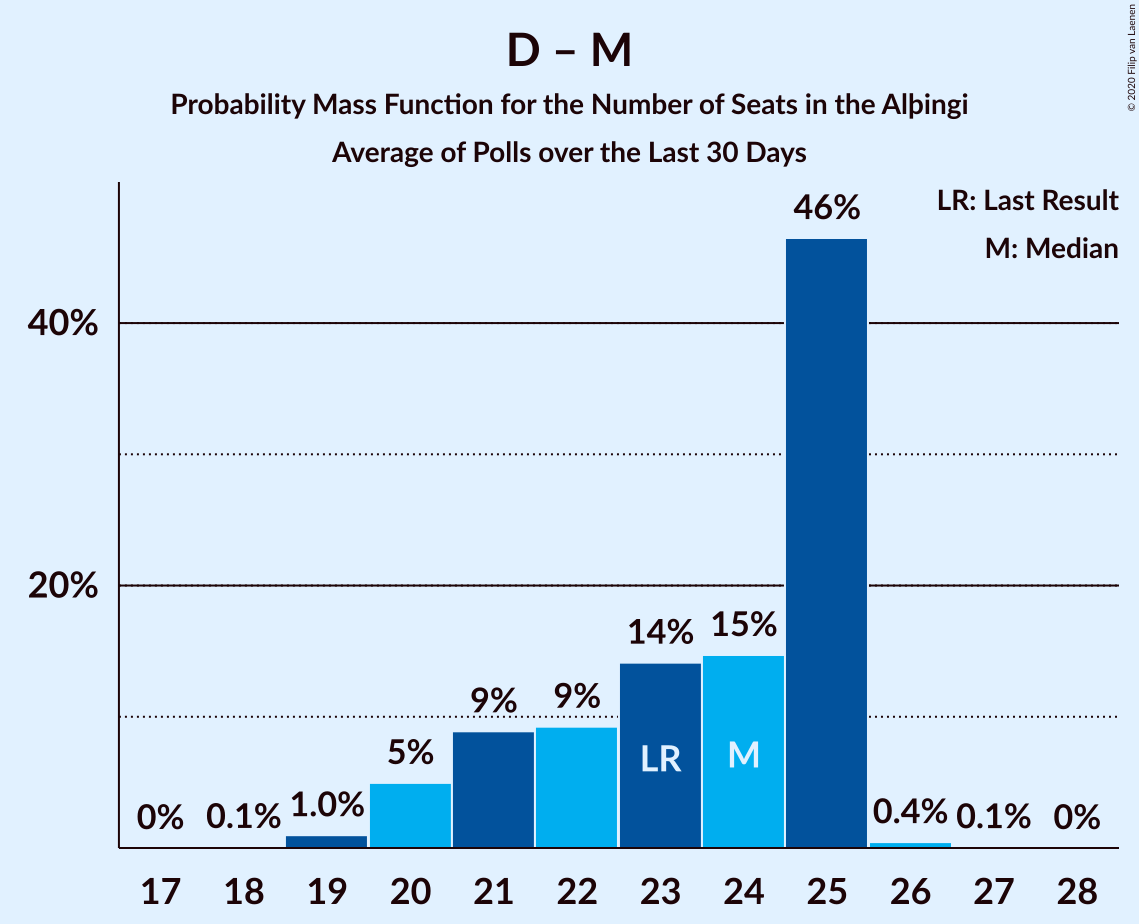 D – M
Probability Mass Function for the Number of Seats in the Alþingi
Average of Polls over the Last 30 Days
© 2020 Filip van Laenen
LR: Last Result
M: Median
46%
40%
20%
15%
14%
9%
9%
5%
LR
M
0%
0.1%
1.0%
0.4%
0.1%
0%
17 18 19 20 21 22 23 24 25 26 27 28